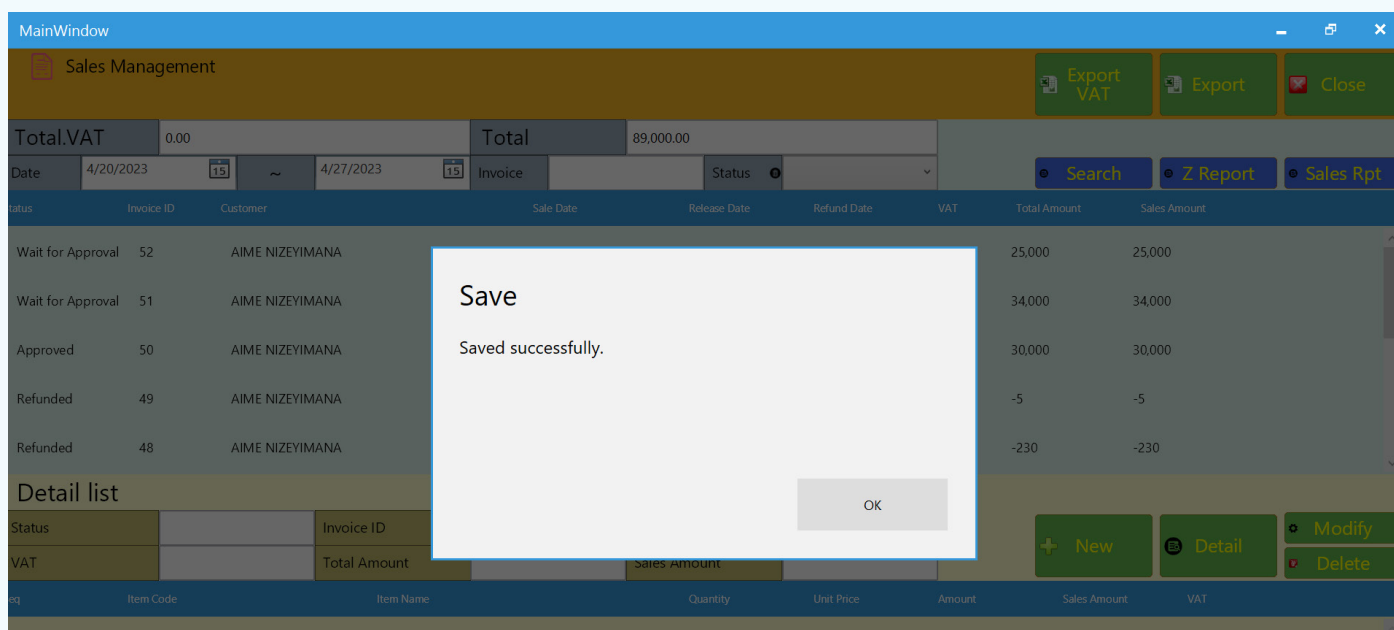 MainWindow
Sales Management
Export VAT
Export
Close
Total.VAT 0.00 Total 89,000.00
Date 4/20/2023 15 ~ 4/27/2023 15 Invoice Status
Search Z Report Sales Rpt
tatus Invoice ID Customer Sale Date Release Date Refund Date VAT Total Amount Sales Amount
Wait for Approval 52 AIME NIZEYIMANA 25,000 25,000
Wait for Approval 51 AIME NIZEYIMANA 34,000 34,000
Approved 50 AIME NIZEYIMANA 30,000 30,000
Refunded 49 AIME NIZEYIMANA -5 -5
Refunded 48 AIME NIZEYIMANA -230 -230
Save
Saved successfully.
OK
Detail list
Status Invoice ID
VAT Total Amount Sales Amount
New Detail Modify
Delete
eq Item Code Item Name Quantity Unit Price Amount Sales Amount VAT